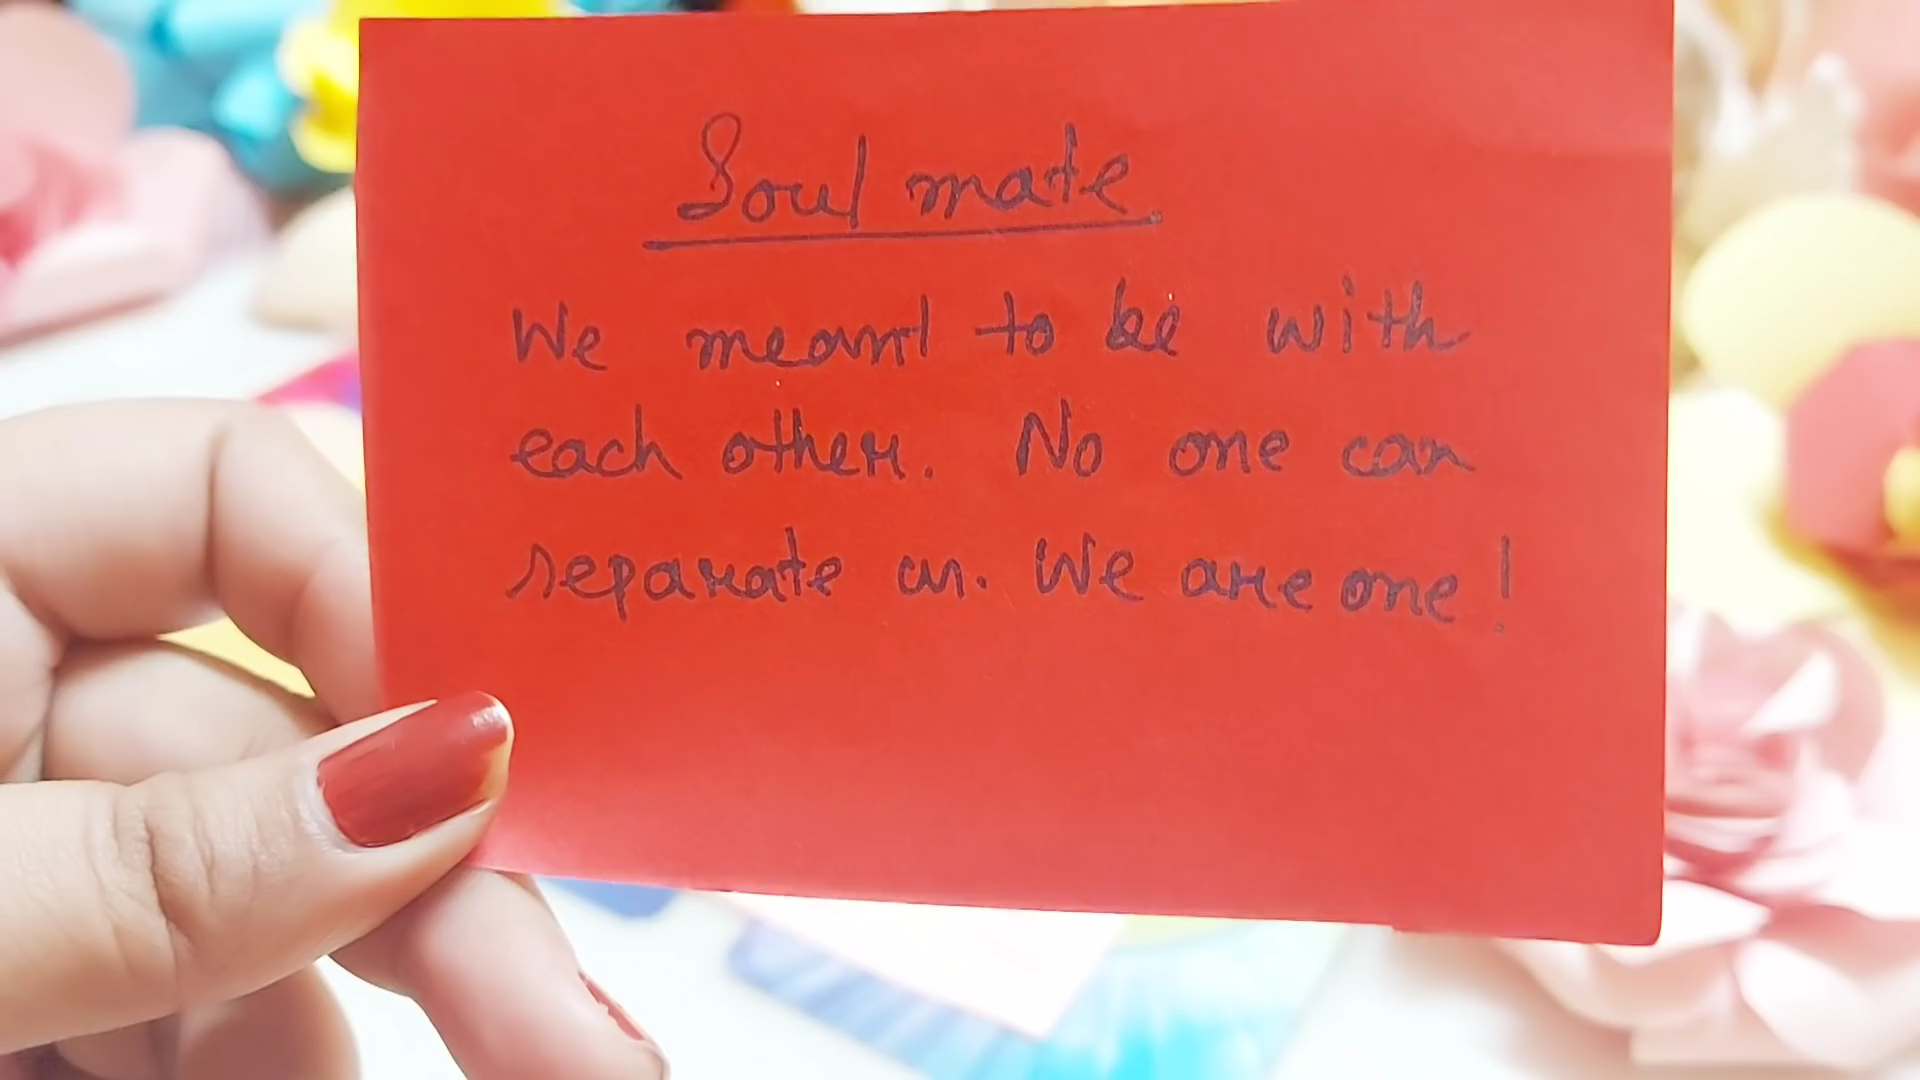 Soul mate
We meant to be with
each other. No one can
separate us. We are one!